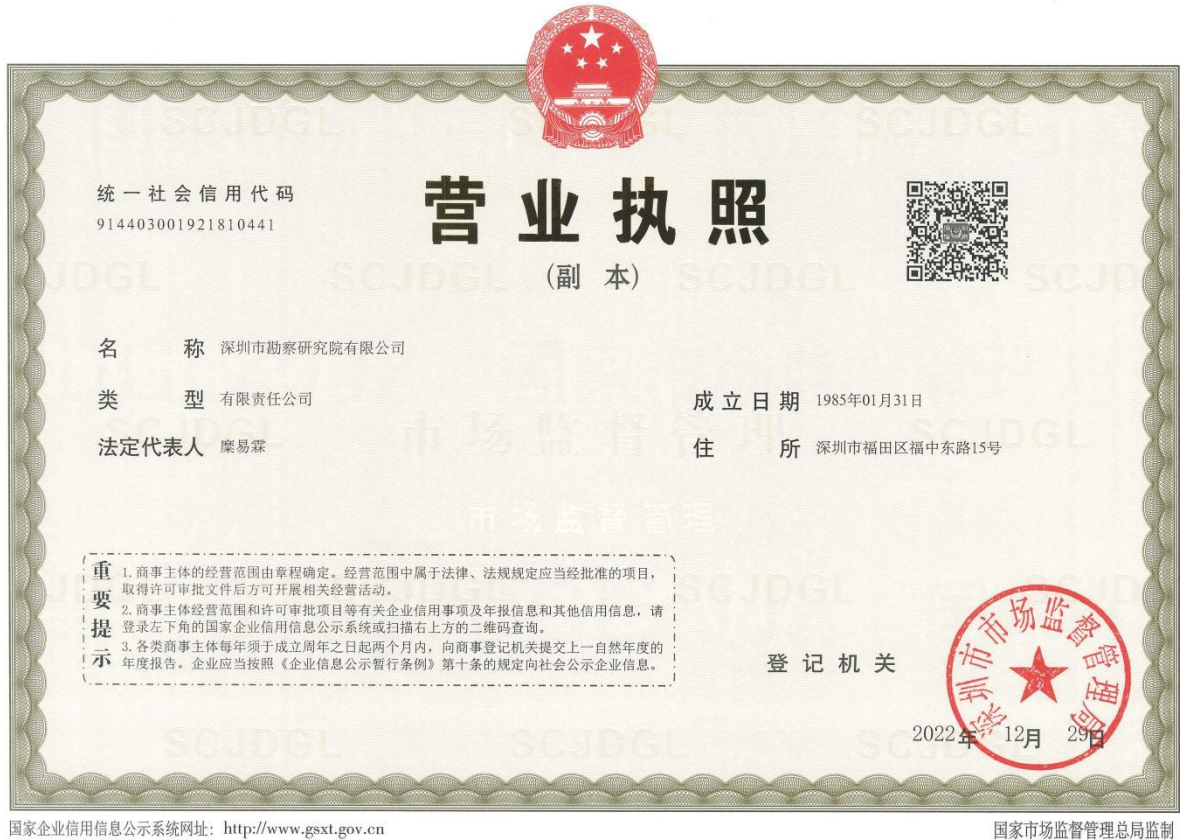 统一社会信用代码
914403001921810441
营业执照
(副 本)
名 称 深圳市勘察研究院有限公司
类 型 有限责任公司
成立日期 1985年01月31日
法定代表人 糜易霖
住 所 深圳市福田区福中东路15号
重要提示
1. 商事主体的经营范围由章程确定。经营范围中属于法律、法规规定应当经批准的项目，
取得许可审批文件后方可开展相关经营活动。
2. 商事主体经营范围和许可审批项目等有关企业信用事项及年报信息和其他信用信息，请
登录左下角的国家企业信用信息公示系统或扫描右上方的二维码查询。
3. 各类商事主体每年须于成立周年之日起两个月内，向商事登记机关提交上一自然年度的
年度报告。企业应当按照《企业信息公示暂行条例》第十条的规定向社会公示企业信息。
登记机关
深圳市市场监督管理局
2022年 12月 29日
国家企业信用信息公示系统网址：http://www.gsxt.gov.cn
国家市场监督管理总局监制
SCJDGL
市场监督管理